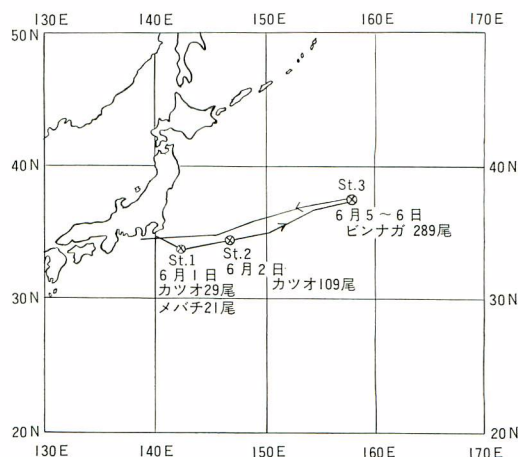 130E 140E 150E 160E 170E
50N
40N 40N
St.3
6月5～6日
ビンナガ 289尾
St.1 St.2
6月1日 6月2日
カツオ29尾 カツオ109尾
メバチ21尾
30N 30N
20N 20N
130E 140E 150E 160E 170E